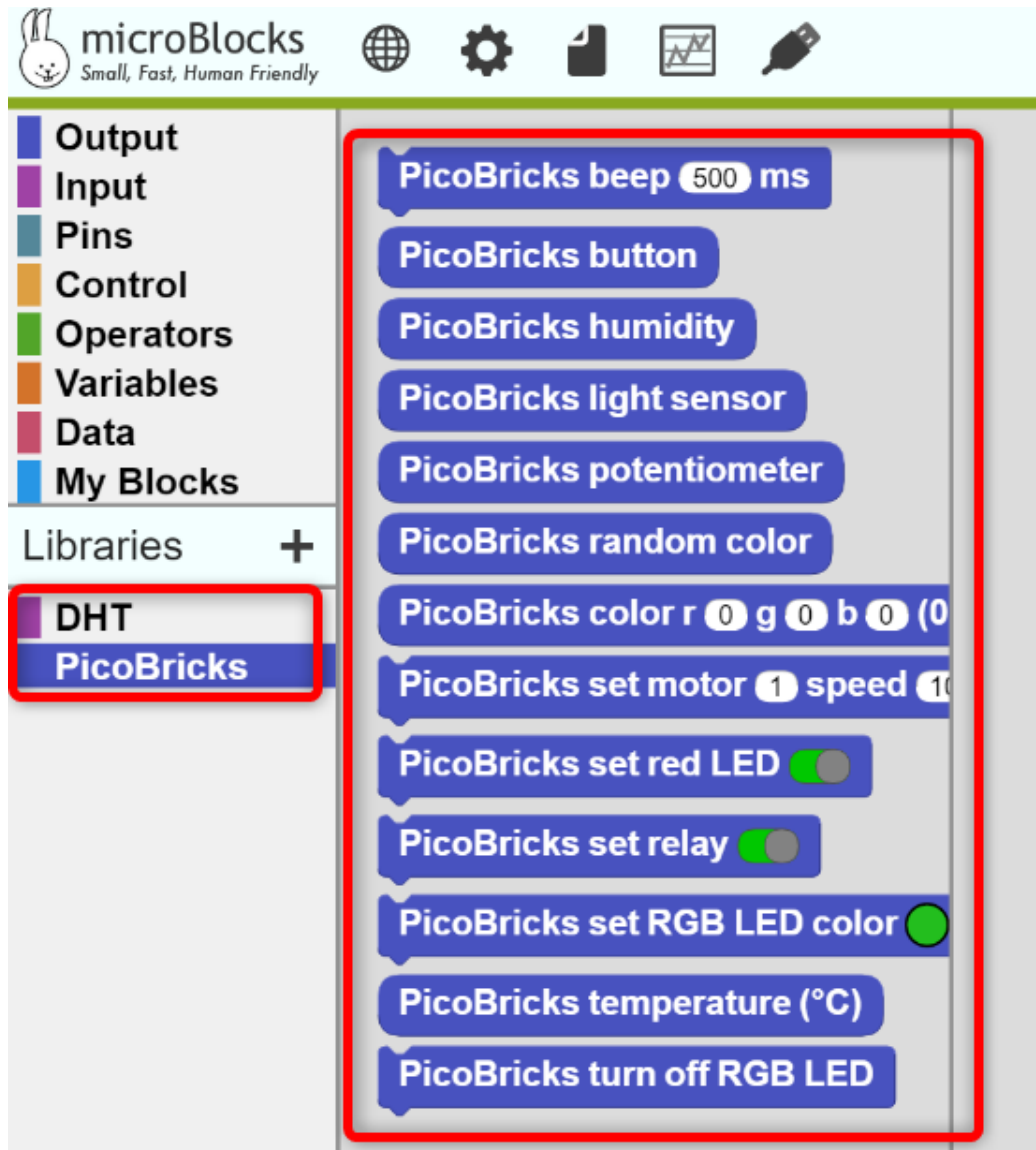 microBlocks
Small, Fast, Human Friendly
Output
Input
Pins
Control
Operators
Variables
Data
My Blocks
Libraries +
DHT
PicoBricks
PicoBricks beep 500 ms
PicoBricks button
PicoBricks humidity
PicoBricks light sensor
PicoBricks potentiometer
PicoBricks random color
PicoBricks color r 0 g 0 b 0 (0
PicoBricks set motor 1 speed 10
PicoBricks set red LED
PicoBricks set relay
PicoBricks set RGB LED color
PicoBricks temperature (°C)
PicoBricks turn off RGB LED